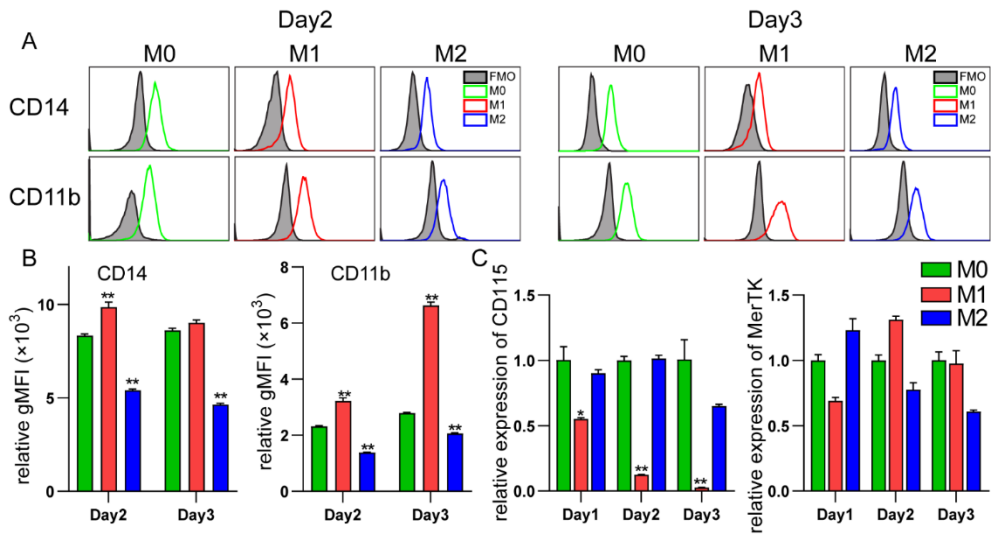 Day2 Day3
A
M0 M1 M2 M0 M1 M2
CD14
FMO
M0
M1
M2
FMO
M0
M1
M2
CD11b
B
CD14
relative gMFI (×10³)
10
5
0
Day2 Day3
CD11b
relative gMFI (×10³)
8
6
4
2
0
Day2 Day3
** ** **
** ** ** **
C
relative expression of CD115
1.5
1.0
0.5
0.0
Day1 Day2 Day3
* ** **
relative expression of MerTK
1.5
1.0
0.5
0.0
Day1 Day2 Day3
M0
M1
M2